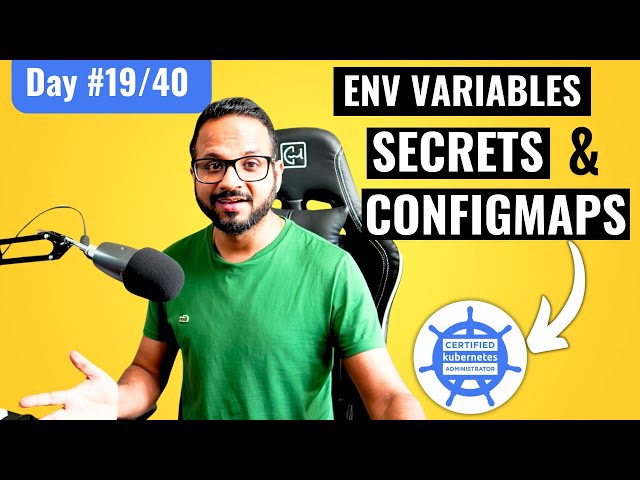 Day #19/40
ENV VARIABLES
SECRETS &
CONFIGMAPS
CERTIFIED
kubernetes
ADMINISTRATOR